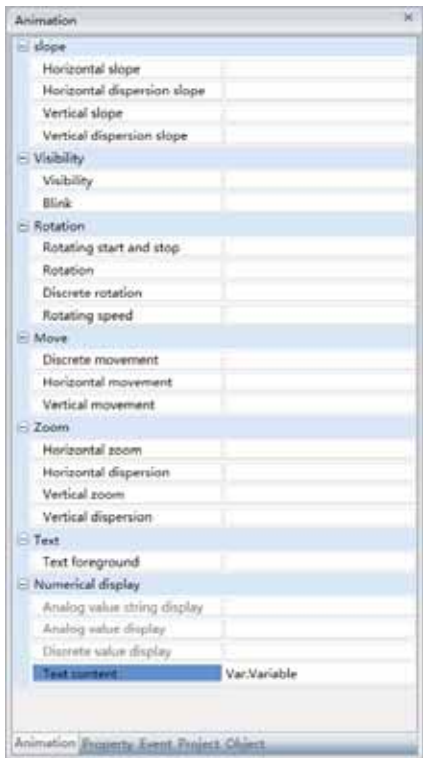 Animation
slope
Horizontal slope
Horizontal dispersion slope
Vertical slope
Vertical dispersion slope
Visibility
Visibility
Blink
Rotation
Rotating start and stop
Rotation
Discrete rotation
Rotating speed
Move
Discrete movement
Horizontal movement
Vertical movement
Zoom
Horizontal zoom
Horizontal dispersion
Vertical zoom
Vertical dispersion
Text
Text foreground
Numerical display
Analog value string display
Analog value display
Discrete value display
Text content Var.Variable
Animation Property Event Project Object